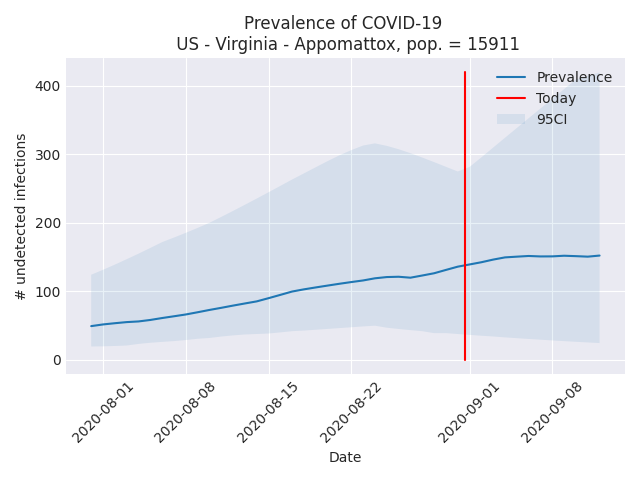 Prevalence of COVID-19
US - Virginia - Appomattox, pop. = 15911
400
300
200
100
0
# undetected infections
Prevalence
Today
95CI
2020-08-01
2020-08-08
2020-08-15
2020-08-22
2020-09-01
2020-09-08
Date